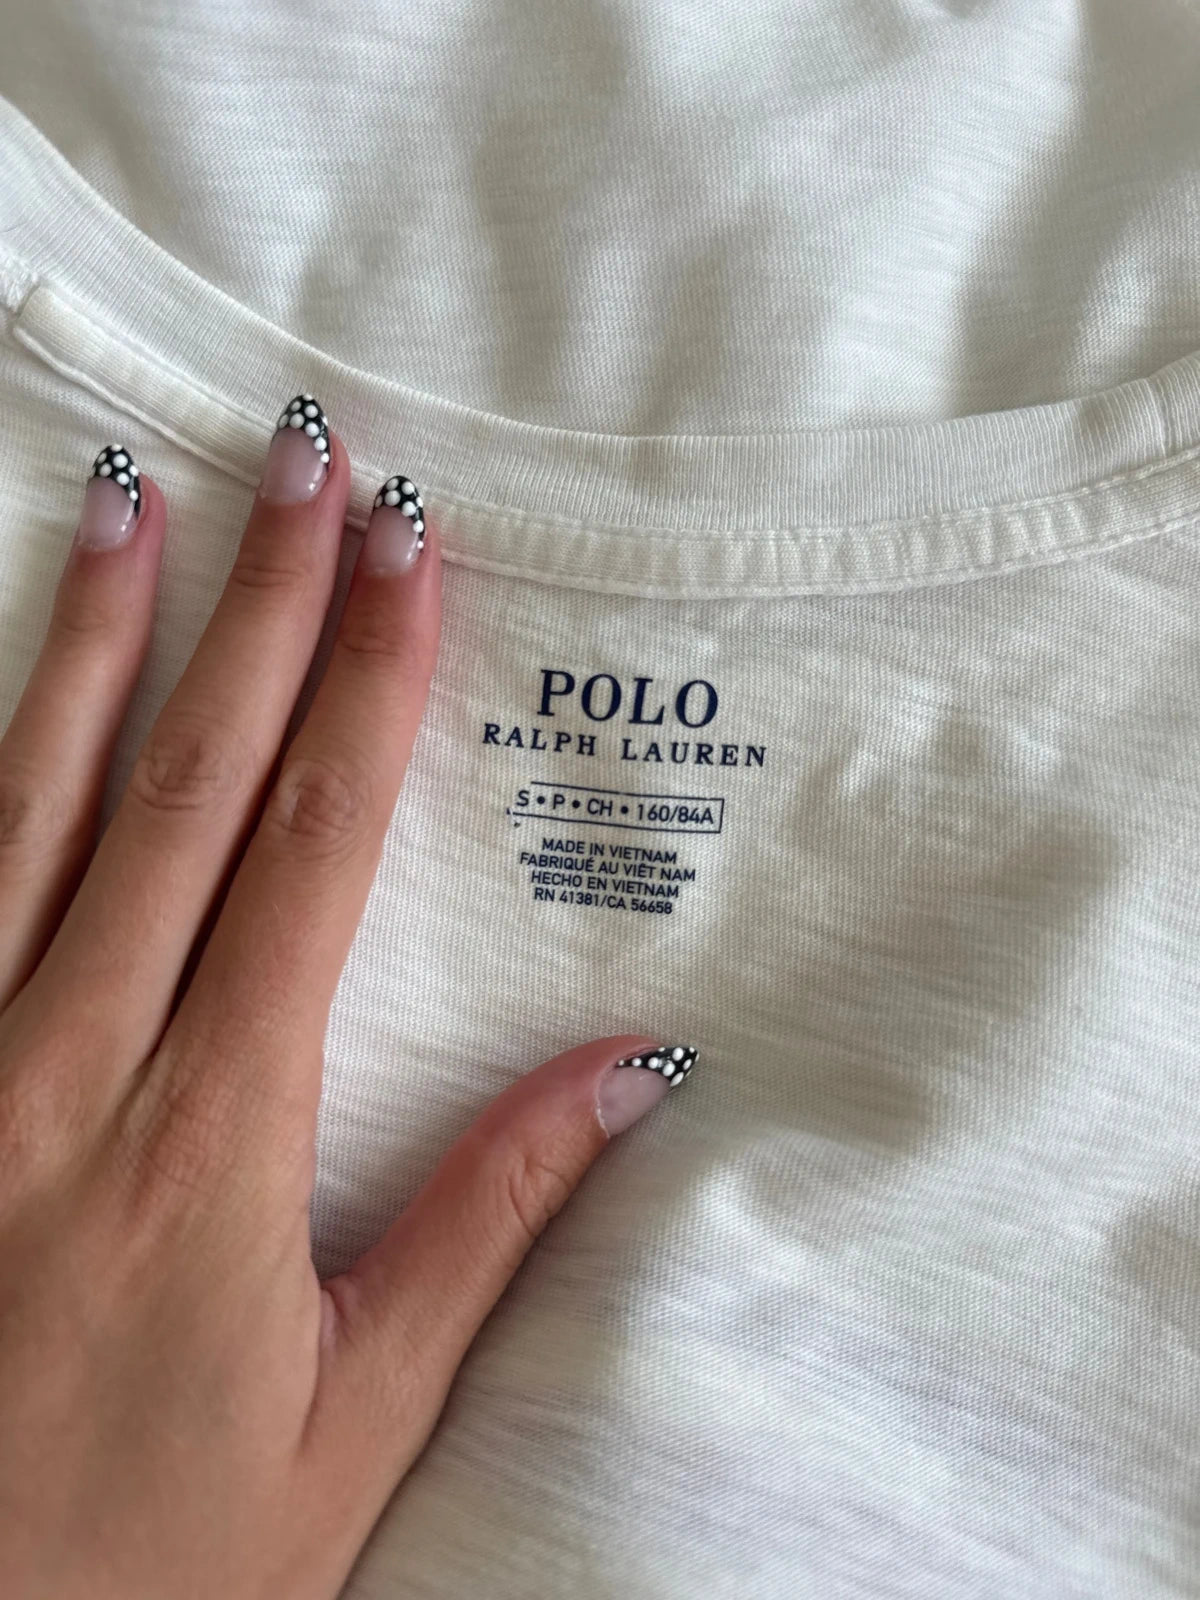 POLO
RALPH LAUREN
S • P • CH • 160/84A
MADE IN VIETNAM
FABRIQUÉ AU VIÊT NAM
HECHO EN VIETNAM
RN 41381/CA 56658